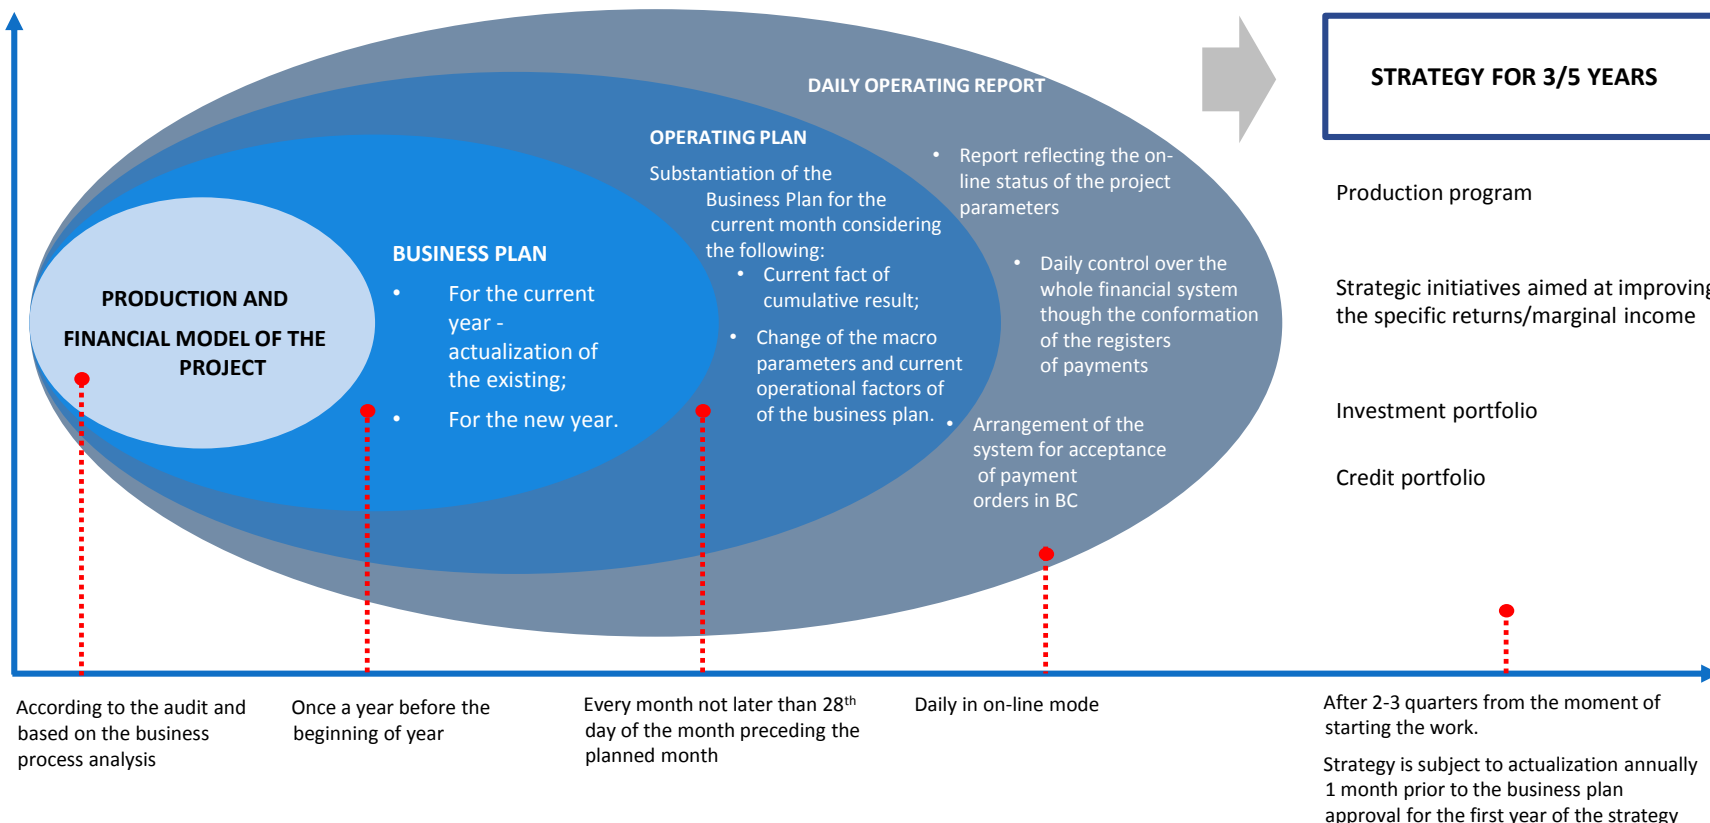 PRODUCTION AND
FINANCIAL MODEL OF THE
PROJECT
BUSINESS PLAN
• For the current
year -
actualization of
the existing;
• For the new year.
OPERATING PLAN
Substantiation of the
Business Plan for the
current month considering
the following:
• Current fact of
cumulative result;
• Change of the macro
parameters and current
operational factors of
of the business plan.
DAILY OPERATING REPORT
• Report reflecting the on-
line status of the project
parameters
• Daily control over the
whole financial system
though the conformation
of the registers
of payments
• Arrangement of the
system for acceptance
of payment
orders in BC
STRATEGY FOR 3/5 YEARS
Production program
Strategic initiatives aimed at improving
the specific returns/marginal income
Investment portfolio
Credit portfolio
According to the audit and
based on the business
process analysis
Once a year before the
beginning of year
Every month not later than 28th
day of the month preceding the
planned month
Daily in on-line mode
After 2-3 quarters from the moment of
starting the work.
Strategy is subject to actualization annually
1 month prior to the business plan
approval for the first year of the strategy